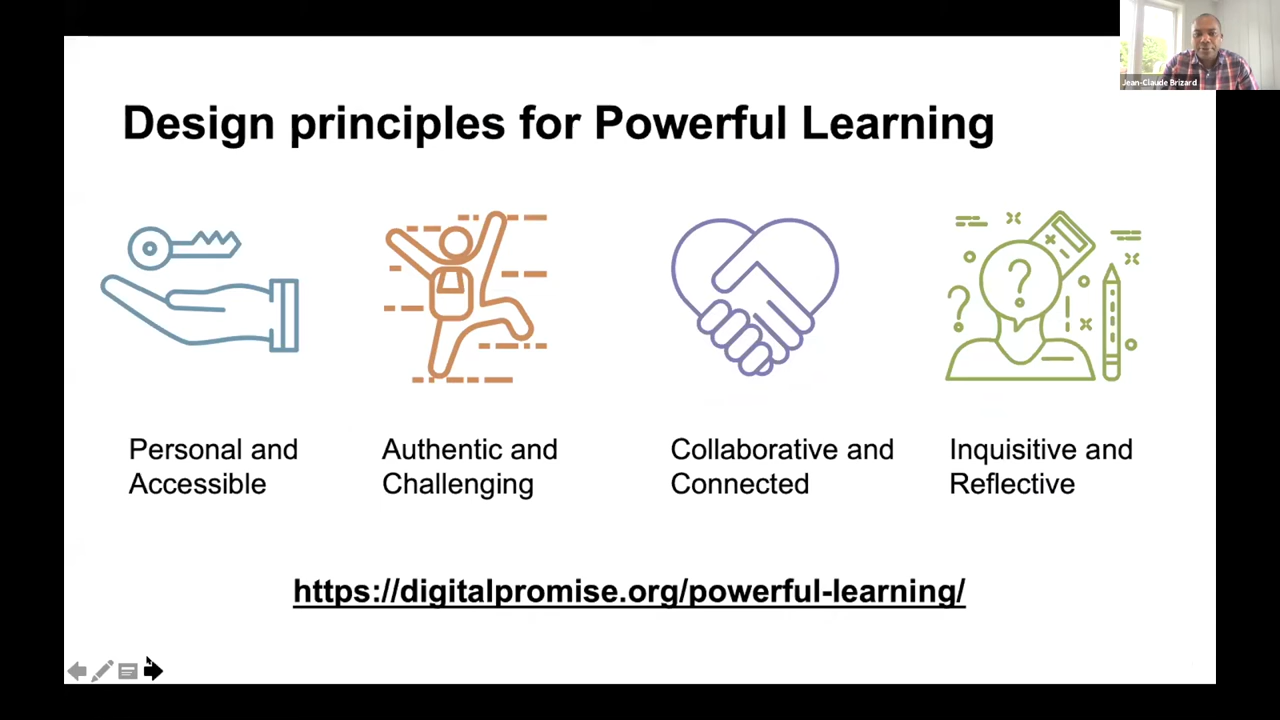 Jean-Claude Brizard
Design principles for Powerful Learning
Personal and
Accessible
Authentic and
Challenging
Collaborative and
Connected
Inquisitive and
Reflective
https://digitalpromise.org/powerful-learning/